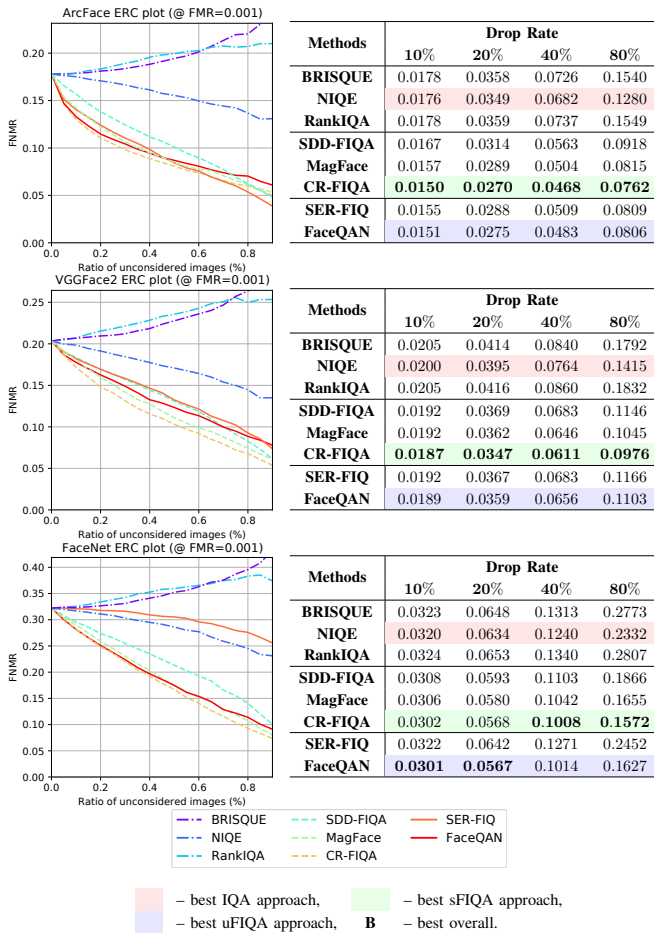 ArcFace ERC plot (@ FMR=0.001)
FNMR
0.20
0.15
0.10
0.05
0.00
0.0 0.2 0.4 0.6 0.8
Ratio of unconsidered images (%)
Methods Drop Rate
10% 20% 40% 80%
BRISQUE 0.0178 0.0358 0.0726 0.1540
NIQE 0.0176 0.0349 0.0682 0.1280
RankIQA 0.0178 0.0359 0.0737 0.1549
SDD-FIQA 0.0167 0.0314 0.0563 0.0918
MagFace 0.0157 0.0289 0.0504 0.0815
CR-FIQA 0.0150 0.0270 0.0468 0.0762
SER-FIQ 0.0155 0.0288 0.0509 0.0809
FaceQAN 0.0151 0.0275 0.0483 0.0806
VGGFace2 ERC plot (@ FMR=0.001)
FNMR
0.25
0.20
0.15
0.10
0.05
0.00
0.0 0.2 0.4 0.6 0.8
Ratio of unconsidered images (%)
Methods Drop Rate
10% 20% 40% 80%
BRISQUE 0.0205 0.0414 0.0840 0.1792
NIQE 0.0200 0.0395 0.0764 0.1415
RankIQA 0.0205 0.0416 0.0860 0.1832
SDD-FIQA 0.0192 0.0369 0.0683 0.1146
MagFace 0.0192 0.0362 0.0646 0.1045
CR-FIQA 0.0187 0.0347 0.0611 0.0976
SER-FIQ 0.0192 0.0367 0.0683 0.1166
FaceQAN 0.0189 0.0359 0.0656 0.1103
FaceNet ERC plot (@ FMR=0.001)
FNMR
0.40
0.35
0.30
0.25
0.20
0.15
0.10
0.05
0.00
0.0 0.2 0.4 0.6 0.8
Ratio of unconsidered images (%)
Methods Drop Rate
10% 20% 40% 80%
BRISQUE 0.0323 0.0648 0.1313 0.2773
NIQE 0.0320 0.0634 0.1240 0.2332
RankIQA 0.0324 0.0653 0.1340 0.2807
SDD-FIQA 0.0308 0.0593 0.1103 0.1866
MagFace 0.0306 0.0580 0.1042 0.1655
CR-FIQA 0.0302 0.0568 0.1008 0.1572
SER-FIQ 0.0322 0.0642 0.1271 0.2452
FaceQAN 0.0301 0.0567 0.1014 0.1627
BRISQUE SDD-FIQA SER-FIQ
NIQE MagFace FaceQAN
RankIQA CR-FIQA
– best IQA approach, – best sFIQA approach,
– best uFIQA approach, B – best overall.